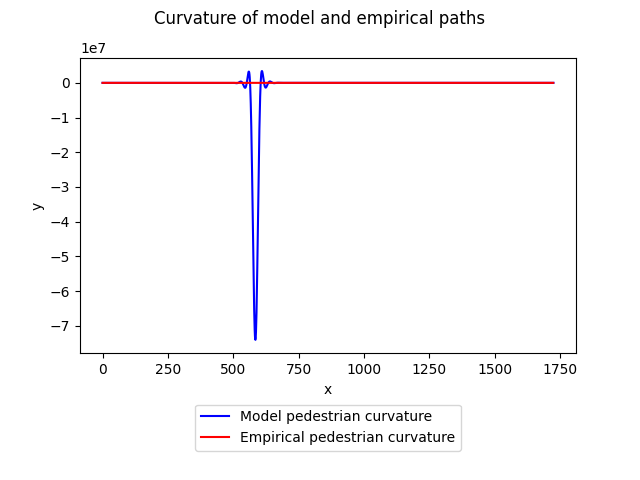 Curvature of model and empirical paths
1e7
0
−1
−2
−3
−4
−5
−6
−7
y
0 250 500 750 1000 1250 1500 1750
x
Model pedestrian curvature
Empirical pedestrian curvature